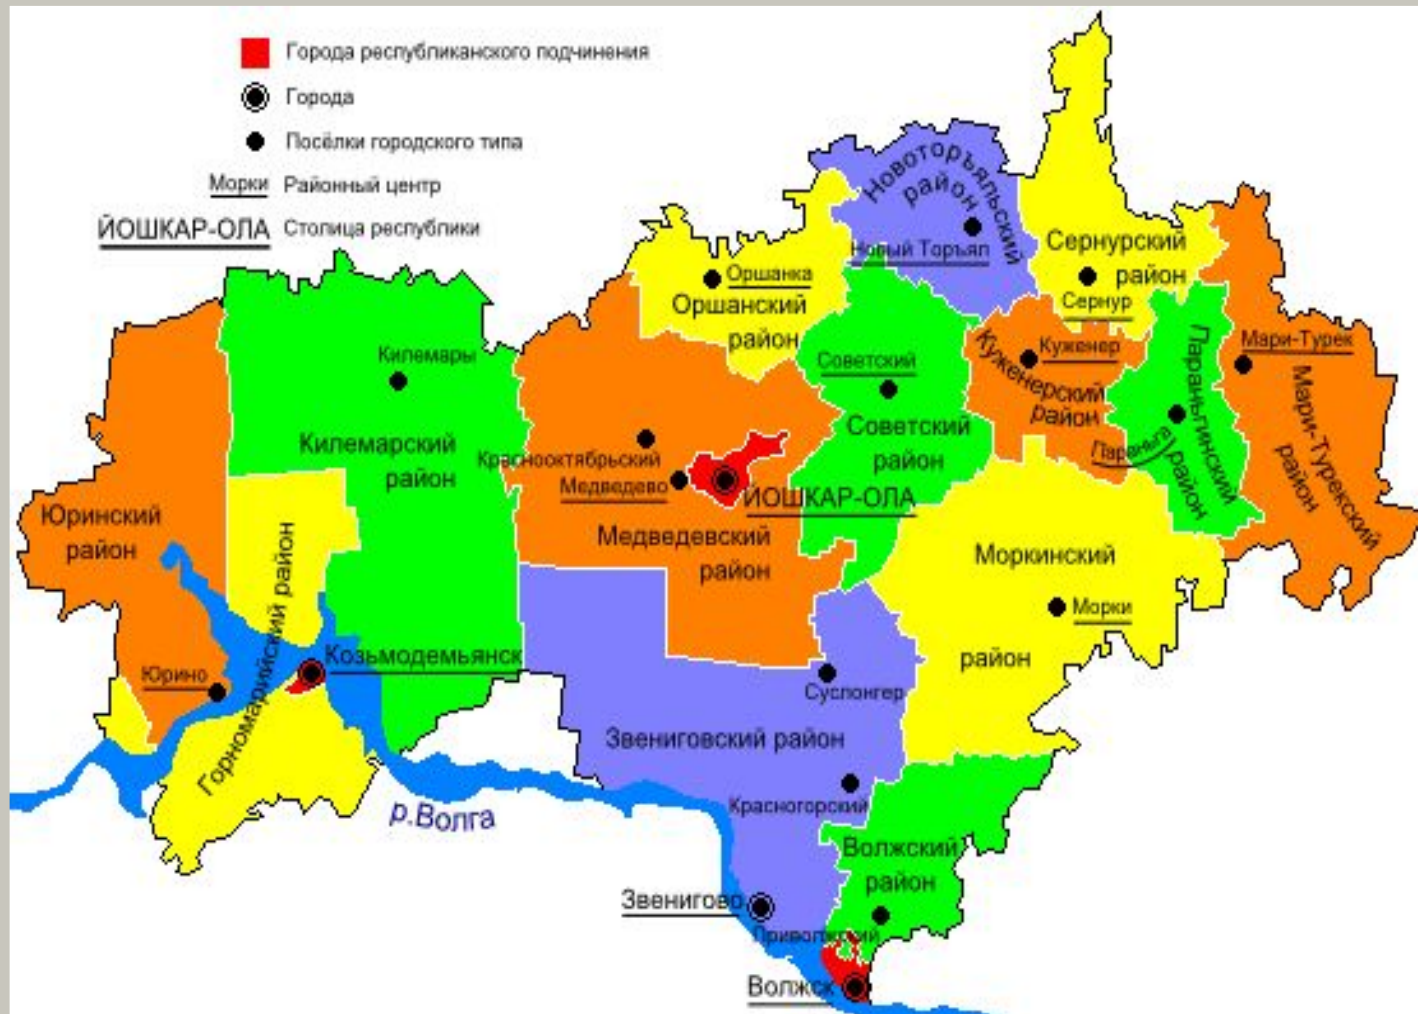 Города республиканского подчинения
Города
Посёлки городского типа
Морки Районный центр
ЙОШКАР-ОЛА Столица республики
Новоторъяльский
район
Новый Торъял
Сернурский
район
Сернур
Оршанка
Оршанский
район
Килемары
Килемарский
район
Советский
Советский
район
Куженер
Куженерский
район
Параньгинский
район
Параньга
Мари-Турек
Мари-Турекский
район
Краснооктябрьский
Медведево
ЙОШКАР-ОЛА
Медведевский
район
Юринский
район
Юрино
Горномарийский район
Козьмодемьянск
Моркинский
район
Морки
Суслонгер
Звениговский район
Красногорский
р.Волга
Волжский
район
Звенигово
Приволжский
Волжск